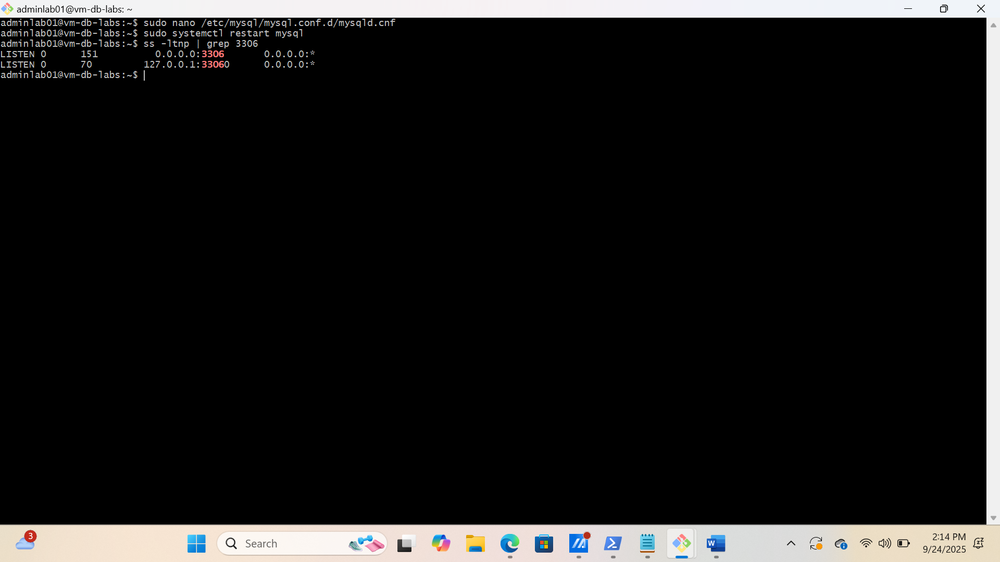 adminlab01@vm-db-labs: ~
adminlab01@vm-db-labs:~$ sudo nano /etc/mysql/mysql.conf.d/mysqld.cnf
adminlab01@vm-db-labs:~$ sudo systemctl restart mysql
adminlab01@vm-db-labs:~$ ss -ltnp | grep 3306
LISTEN 0      151          0.0.0.0:3306       0.0.0.0:*
LISTEN 0      70         127.0.0.1:33060      0.0.0.0:*
adminlab01@vm-db-labs:~$
3
Search
W
2:14 PM
9/24/2025